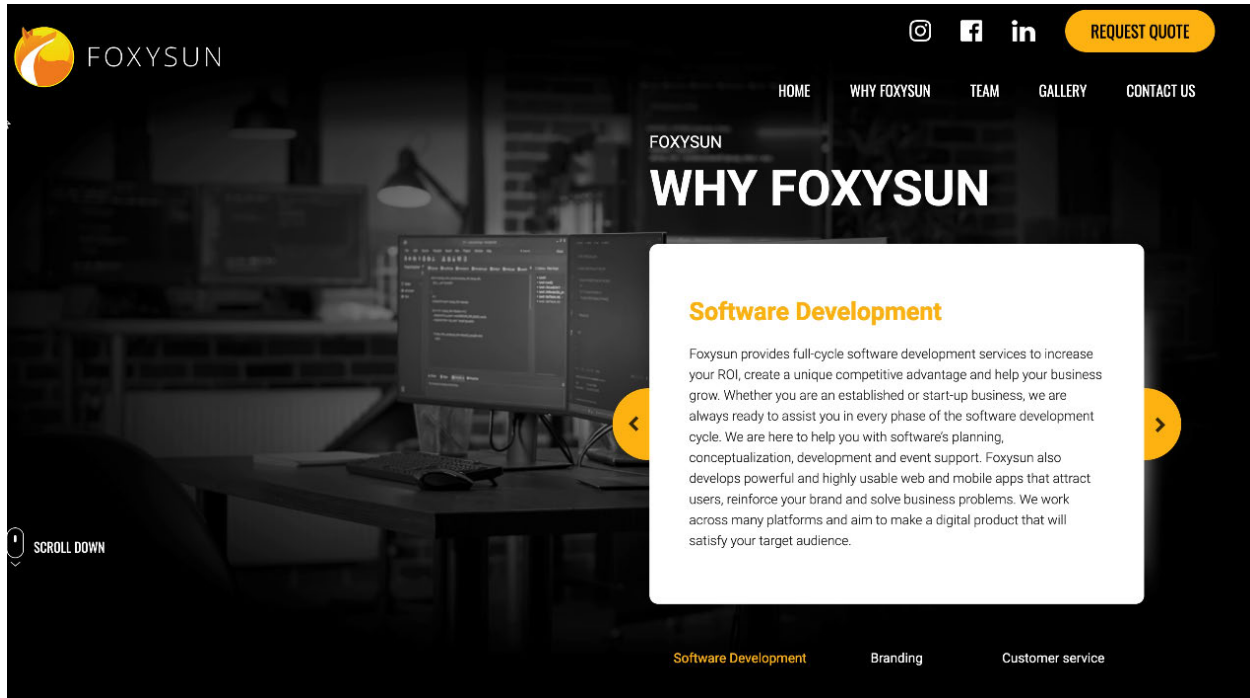 FOXYSUN
REQUEST QUOTE
HOME WHY FOXYSUN TEAM GALLERY CONTACT US
FOXYSUN
WHY FOXYSUN
Software Development
Foxysun provides full-cycle software development services to increase
your ROI, create a unique competitive advantage and help your business
grow. Whether you are an established or start-up business, we are
always ready to assist you in every phase of the software development
cycle. We are here to help you with software's planning,
conceptualization, development and event support. Foxysun also
develops powerful and highly usable web and mobile apps that attract
users, reinforce your brand and solve business problems. We work
across many platforms and aim to make a digital product that will
satisfy your target audience.
SCROLL DOWN
Software Development Branding Customer service